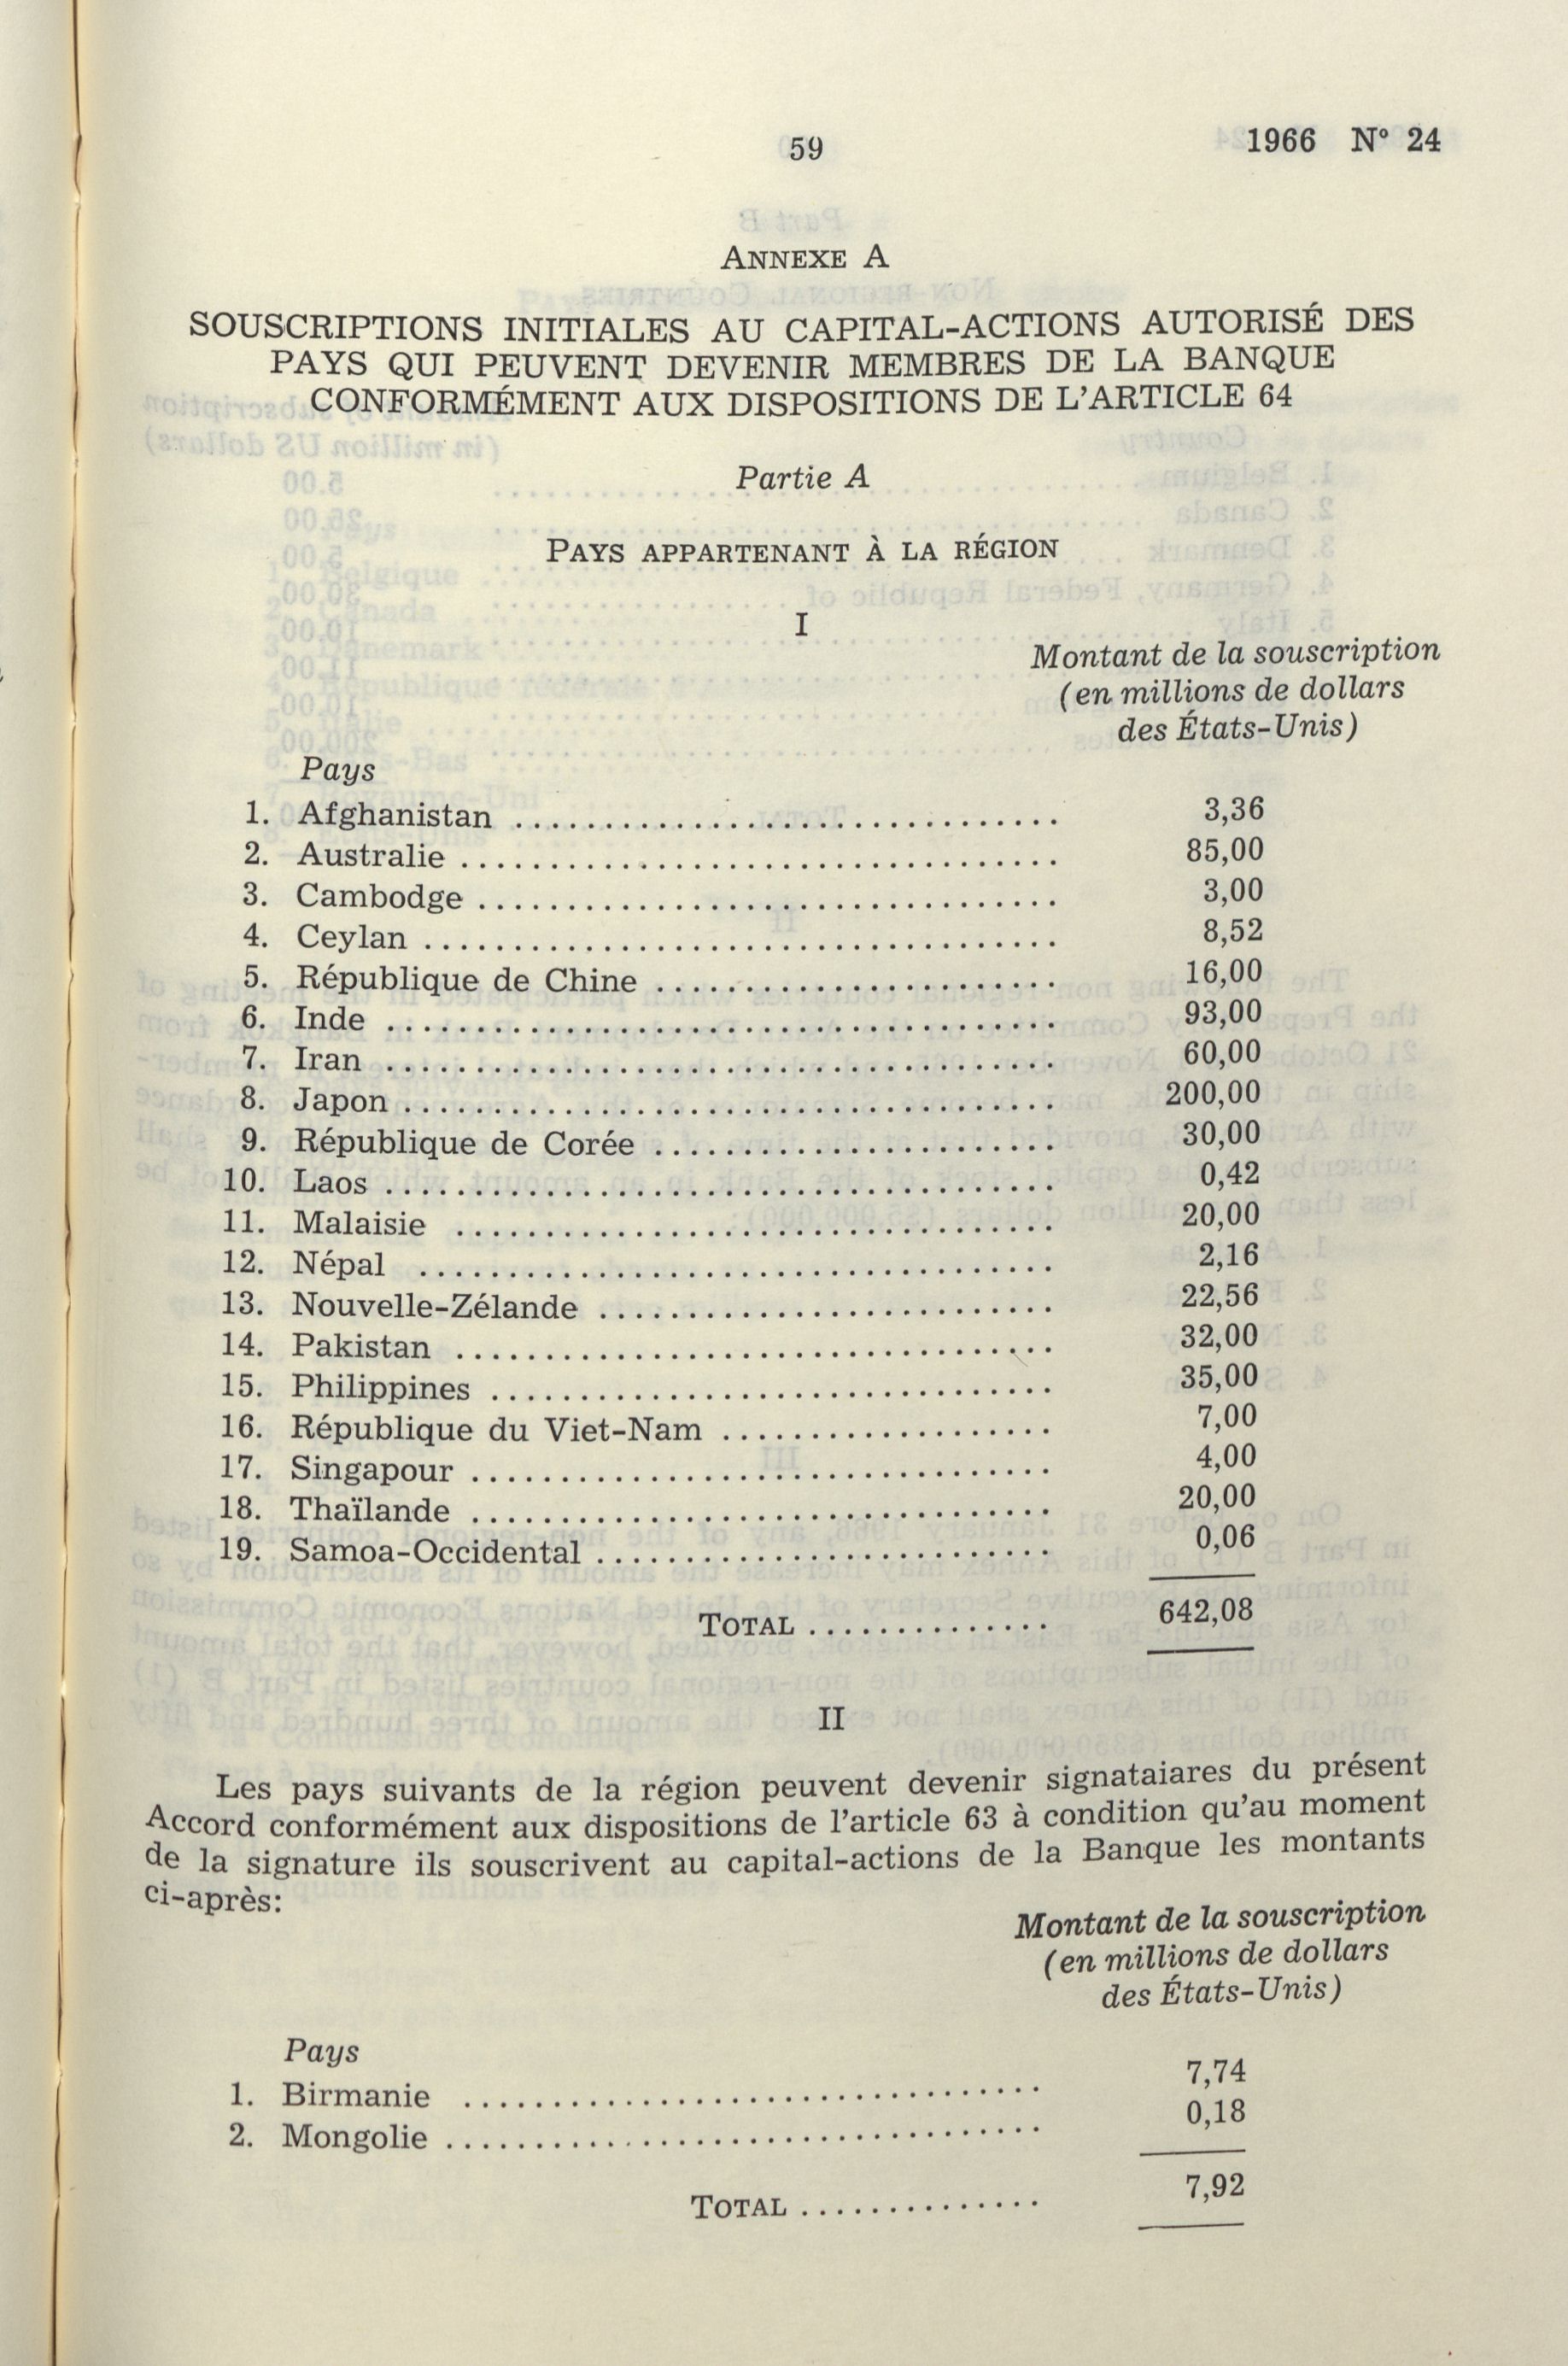 59
1966 N° 24
ANNEXE A
SOUSCRIPTIONS INITIALES AU CAPITAL-ACTIONS AUTORISÉ DES
PAYS QUI PEUVENT DEVENIR MEMBRES DE LA BANQUE
CONFORMÉMENT AUX DISPOSITIONS DE L'ARTICLE 64
Partie A
PAYS APPARTENANT À LA RÉGION
I
Montant de la souscription
(en millions de dollars
des États-Unis)
Pays
1. Afghanistan .............................. 3,36
2. Australie ................................. 85,00
3. Cambodge ................................ 3,00
4. Ceylan ................................... 8,52
5. République de Chine ...................... 16,00
6. Inde ..................................... 93,00
7. Iran ..................................... 60,00
8. Japon .................................... 200,00
9. République de Corée ...................... 30,00
10. Laos ..................................... 0,42
11. Malaisie ................................. 20,00
12. Népal ................................... 2,16
13. Nouvelle-Zélande ......................... 22,56
14. Pakistan ................................. 32,00
15. Philippines ............................... 35,00
16. République du Viet-Nam ................... 7,00
17. Singapour ................................ 4,00
18. Thaïlande ................................ 20,00
19. Samoa-Occidental ......................... 0,06
TOTAL .............. 642,08
II
Les pays suivants de la région peuvent devenir signataiares du présent
Accord conformément aux dispositions de l'article 63 à condition qu'au moment
de la signature ils souscrivent au capital-actions de la Banque les montants
ci-après:
Montant de la souscription
(en millions de dollars
des États-Unis)
Pays
1. Birmanie ................................ 7,74
2. Mongolie ................................. 0,18
TOTAL .............. 7,92